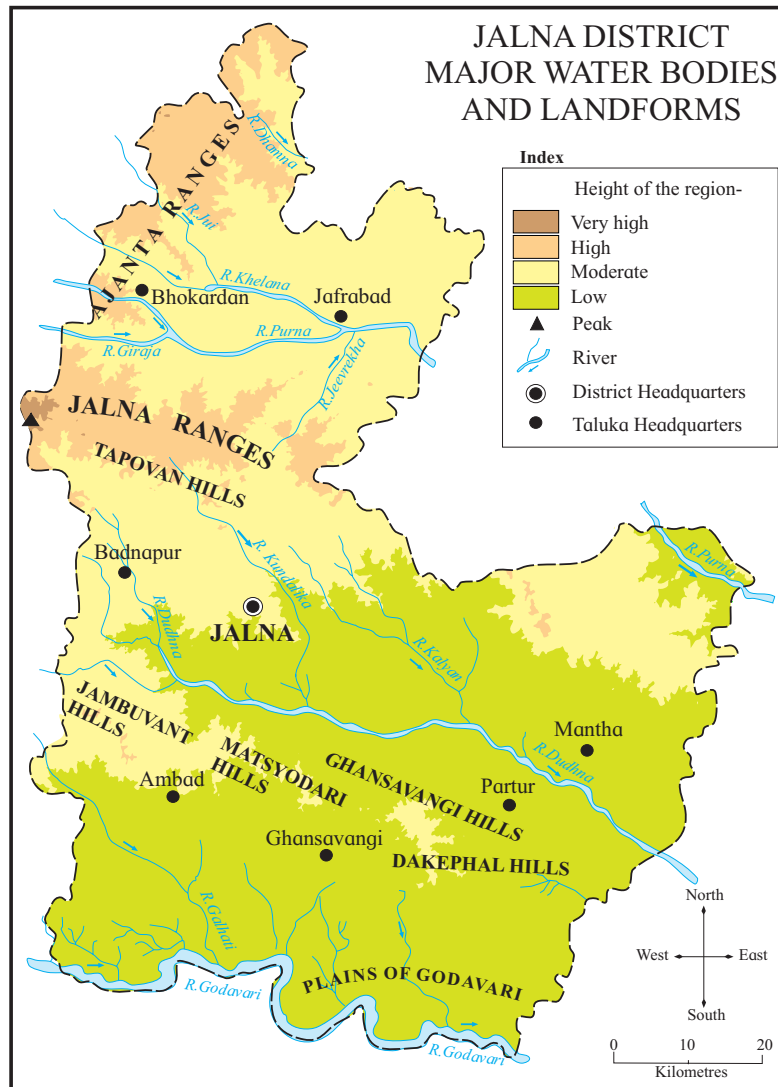 JALNA DISTRICT
MAJOR WATER BODIES
AND LANDFORMS
Index
Height of the region-
Very high
High
Moderate
Low
Peak
River
District Headquarters
Taluka Headquarters
R.Dhamna
AJANTA RANGES
R.Jui
R.Khelana
Bhokardan
Jafrabad
R.Purna
R.Giraja
R.Jeevrekha
JALNA RANGES
TAPOVAN HILLS
R.Purna
Badnapur
R. Kundalika
R.Dudhna
JALNA
R.Kalyan
JAMBUVANT
HILLS
MATSYODARI
HILLS
GHANSAVANGI HILLS
Mantha
R.Dudhna
Ambad
Partur
Ghansavangi
DAKEPHAL HILLS
R.Galhati
North
West
East
South
PLAINS OF GODAVARI
R.Godavari
R.Godavari
0 10 20
Kilometres